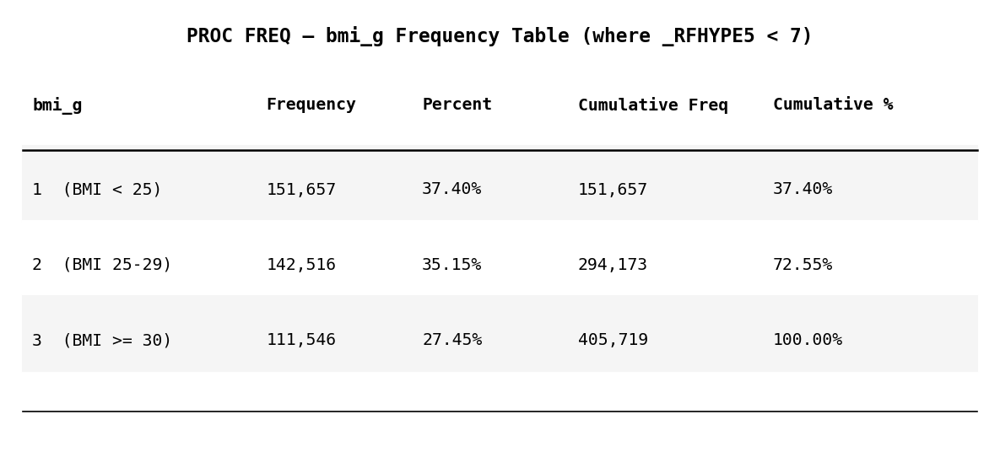 PROC FREQ — bmi_g Frequency Table (where _RFHYPE5 < 7)
bmi_g Frequency Percent Cumulative Freq Cumulative %
1 (BMI < 25) 151,657 37.40% 151,657 37.40%
2 (BMI 25-29) 142,516 35.15% 294,173 72.55%
3 (BMI >= 30) 111,546 27.45% 405,719 100.00%